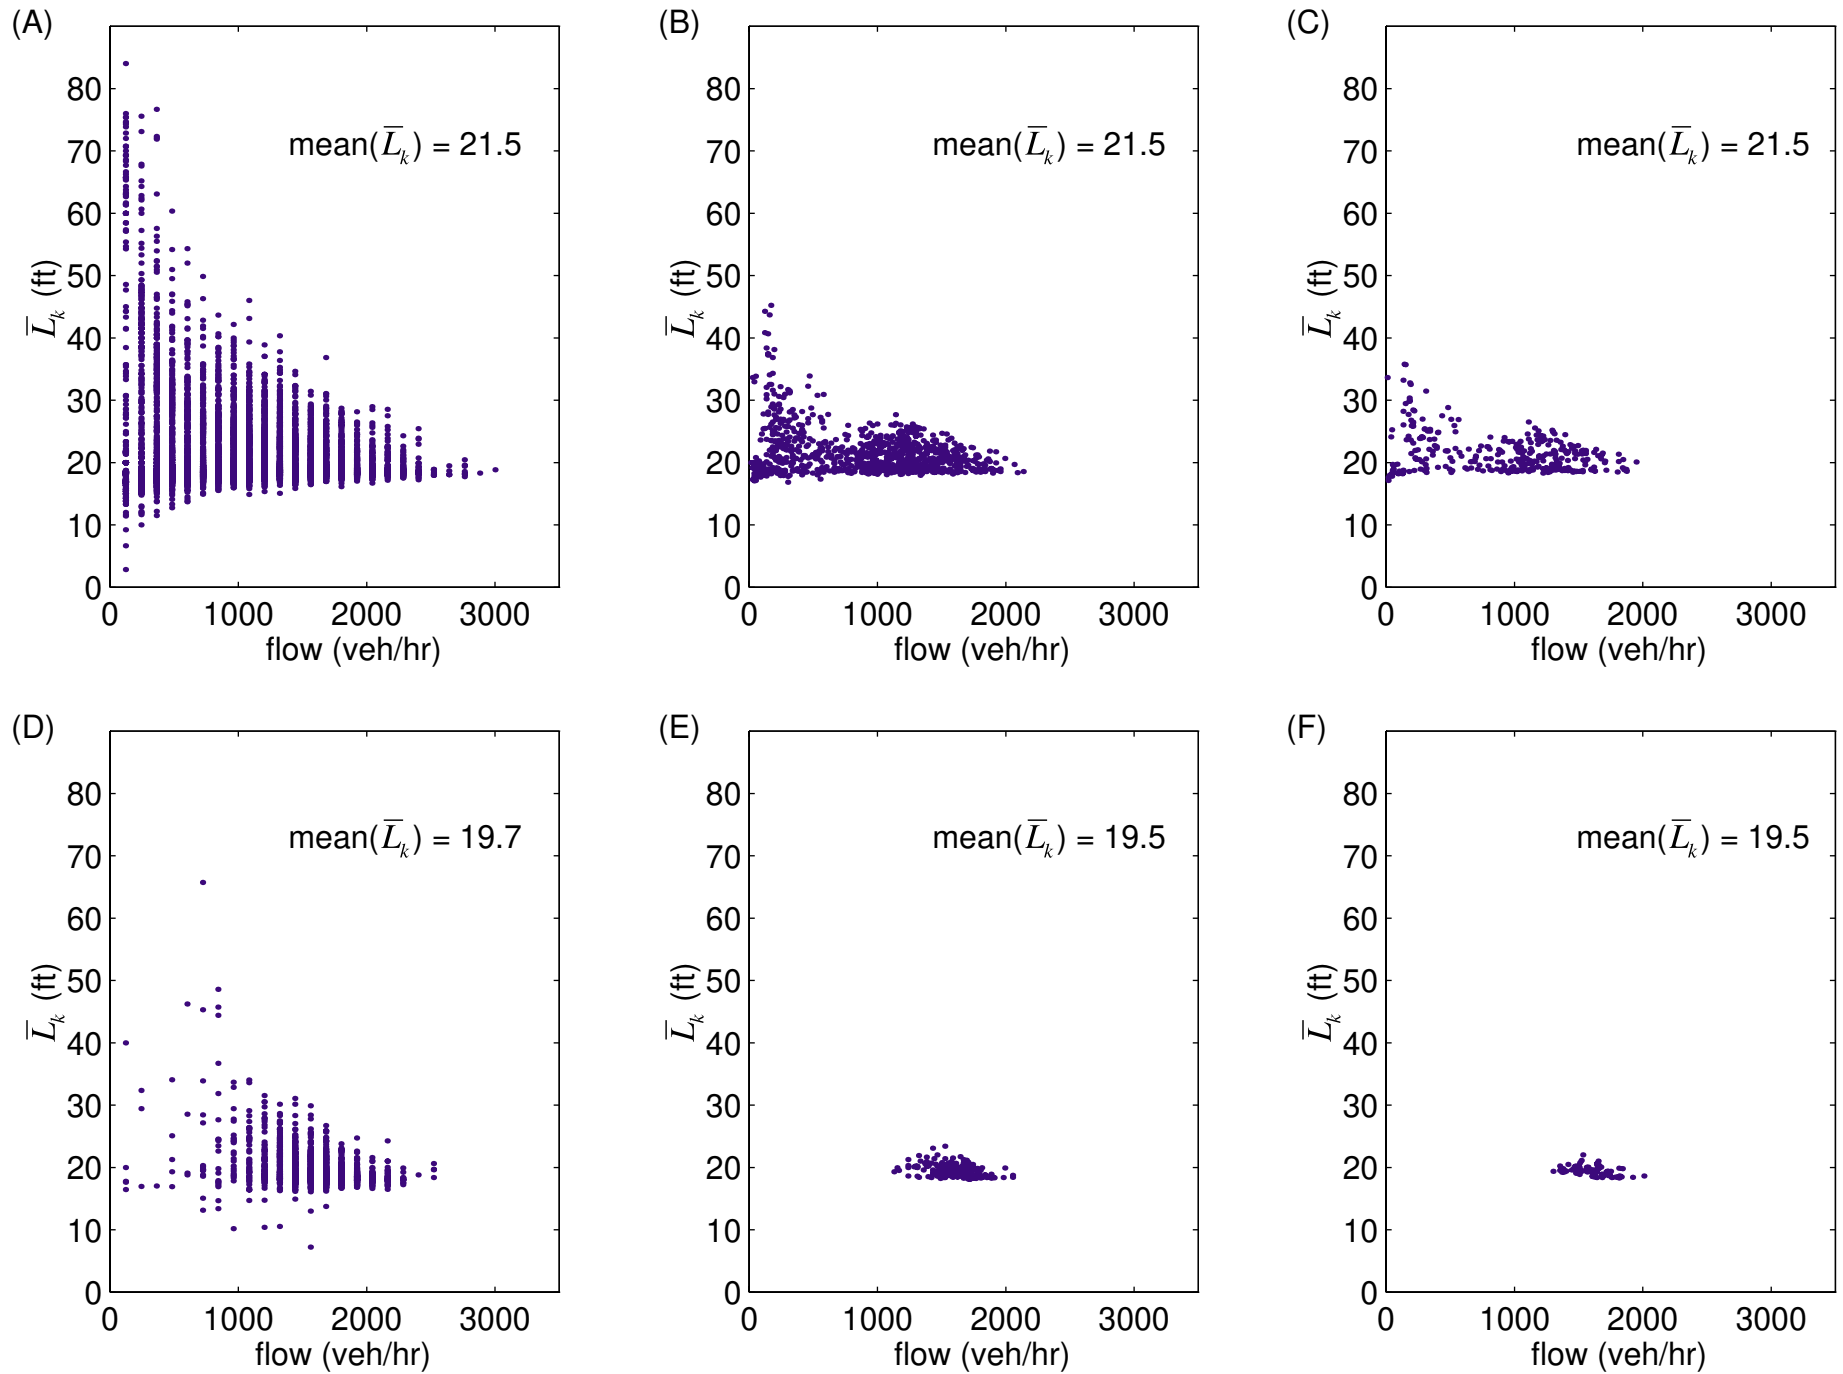 (A)
80
70
60
50
40
30
20
10
0
0 1000 2000 3000
L̅ₖ (ft)
flow (veh/hr)
mean(L̅ₖ) = 21.5
(B)
80
70
60
50
40
30
20
10
0
0 1000 2000 3000
L̅ₖ (ft)
flow (veh/hr)
mean(L̅ₖ) = 21.5
(C)
80
70
60
50
40
30
20
10
0
0 1000 2000 3000
L̅ₖ (ft)
flow (veh/hr)
mean(L̅ₖ) = 21.5
(D)
80
70
60
50
40
30
20
10
0
0 1000 2000 3000
L̅ₖ (ft)
flow (veh/hr)
mean(L̅ₖ) = 19.7
(E)
80
70
60
50
40
30
20
10
0
0 1000 2000 3000
L̅ₖ (ft)
flow (veh/hr)
mean(L̅ₖ) = 19.5
(F)
80
70
60
50
40
30
20
10
0
0 1000 2000 3000
L̅ₖ (ft)
flow (veh/hr)
mean(L̅ₖ) = 19.5